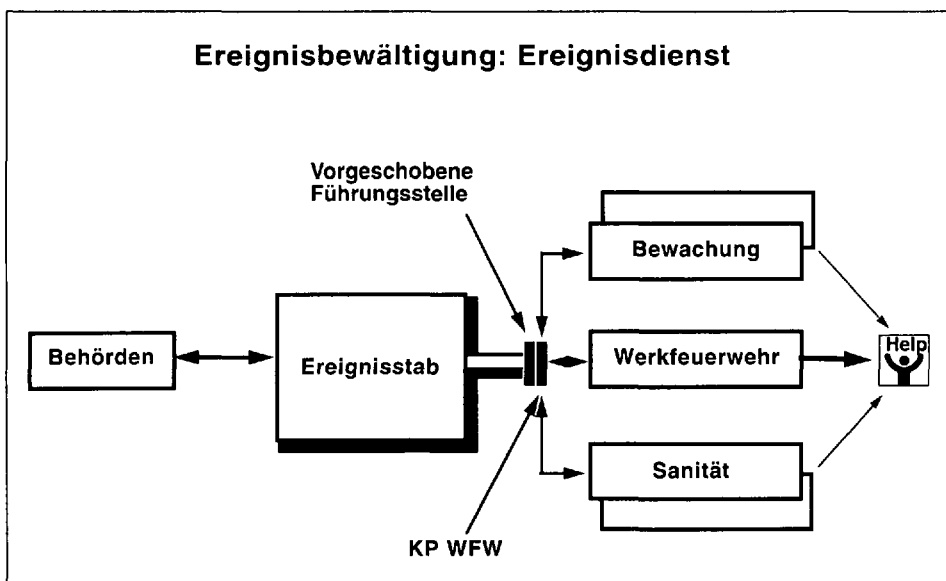 Ereignisbewältigung: Ereignisdienst
Vorgeschobene
Führungsstelle
Bewachung
Behörden
Ereignisstab
Werkfeuerwehr
Help
Sanität
KP WFW